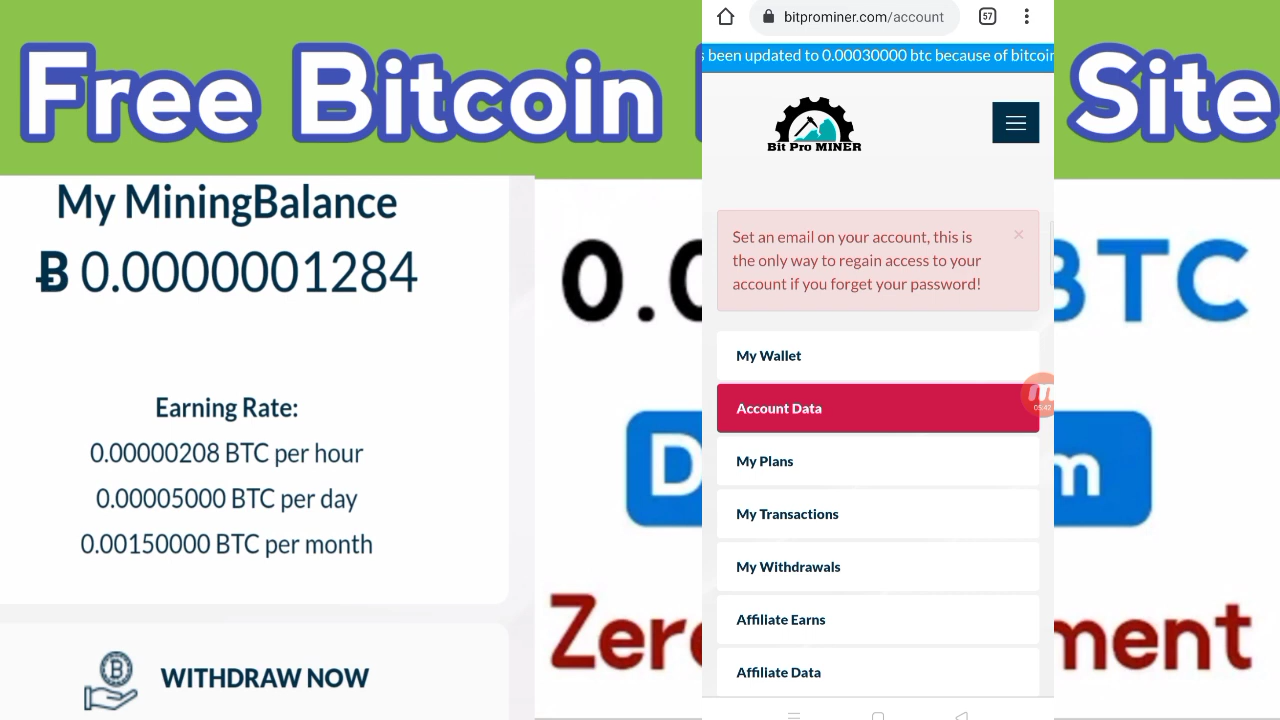 Free Bitcoin
Site
My MiningBalance
Ƀ 0.0000001284
Earning Rate:
0.00000208 BTC per hour
0.00005000 BTC per day
0.00150000 BTC per month
WITHDRAW NOW
bitprominer.com/account
57
been updated to 0.00030000 btc because of
Bit Pro MINER
Set an email on your account, this is
the only way to regain access to your
account if you forget your password!
×
My Wallet
Account Data
05:42
My Plans
My Transactions
My Withdrawals
Affiliate Earns
Affiliate Data
0.
BTC
D
m
Zer
ment